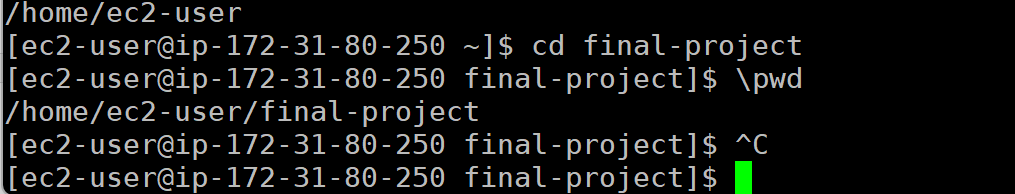 /home/ec2-user
[ec2-user@ip-172-31-80-250 ~]$ cd final-project
[ec2-user@ip-172-31-80-250 final-project]$ \pwd
/home/ec2-user/final-project
[ec2-user@ip-172-31-80-250 final-project]$ ^C
[ec2-user@ip-172-31-80-250 final-project]$